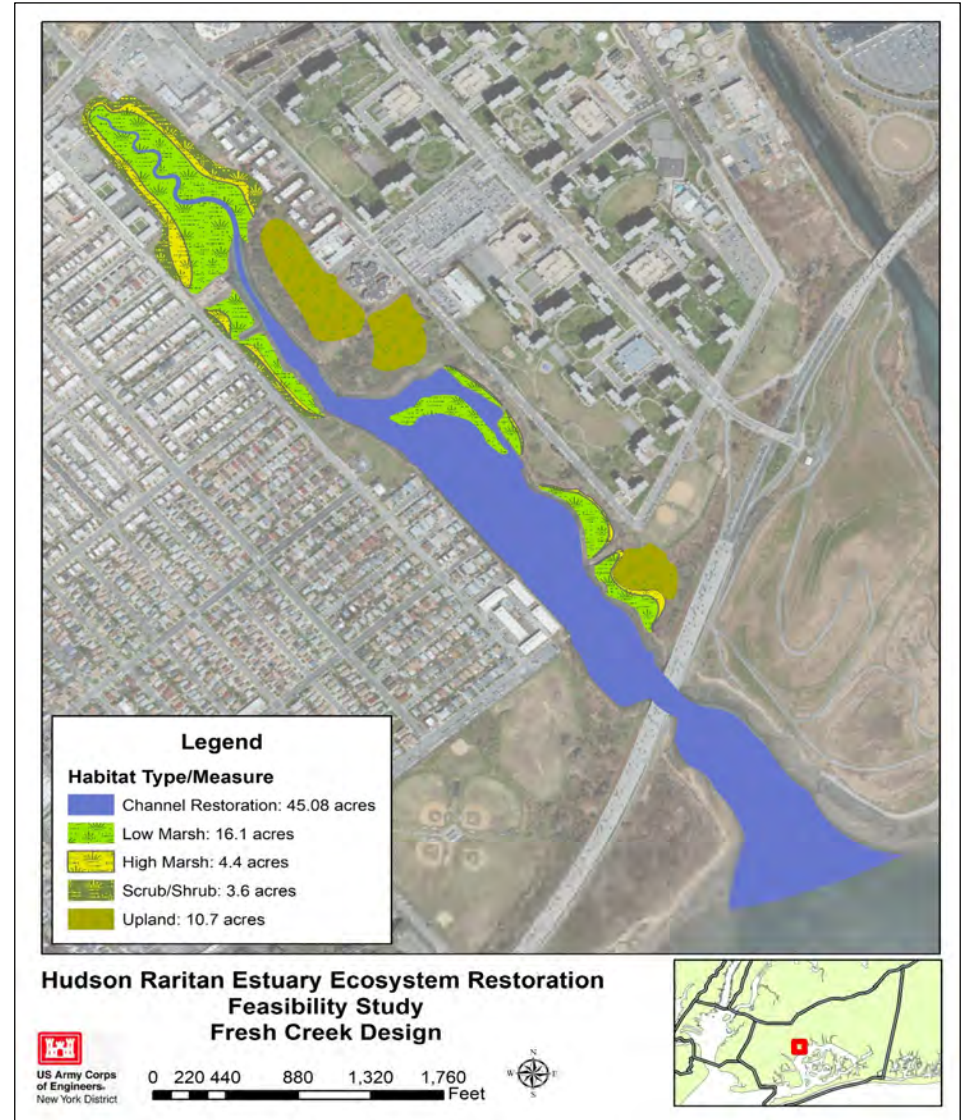 Legend
Habitat Type/Measure
Channel Restoration: 45.08 acres
Low Marsh: 16.1 acres
High Marsh: 4.4 acres
Scrub/Shrub: 3.6 acres
Upland: 10.7 acres
Hudson Raritan Estuary Ecosystem Restoration
Feasibility Study
Fresh Creek Design
US Army Corps
of Engineers®
New York District
0 220 440 880 1,320 1,760
Feet
N
W E
S